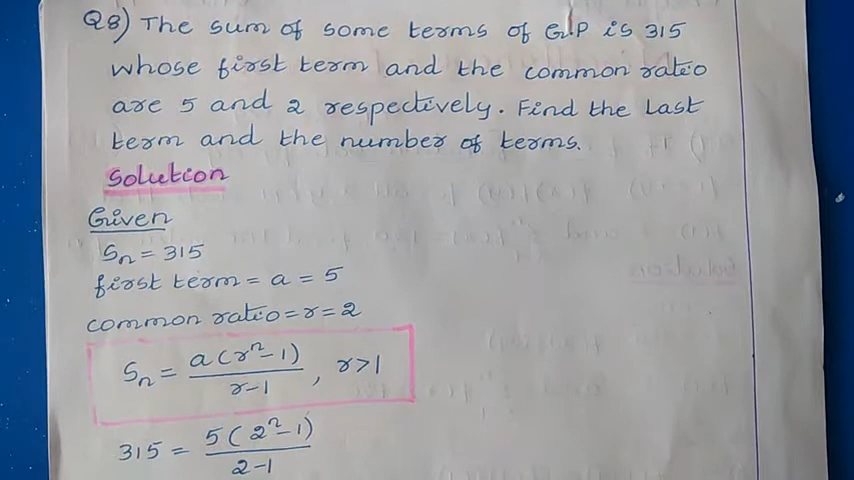 Q8) The sum of some terms of G.P is 315
whose first term and the common ratio
are 5 and 2 respectively. Find the last
term and the number of terms.
Solution
Given
Sₙ = 315
first term = a = 5
common ratio = r = 2
Sₙ = a(rⁿ-1) / r-1 , r>1
315 = 5(2ⁿ-1) / 2-1